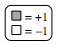 = +1
= −1